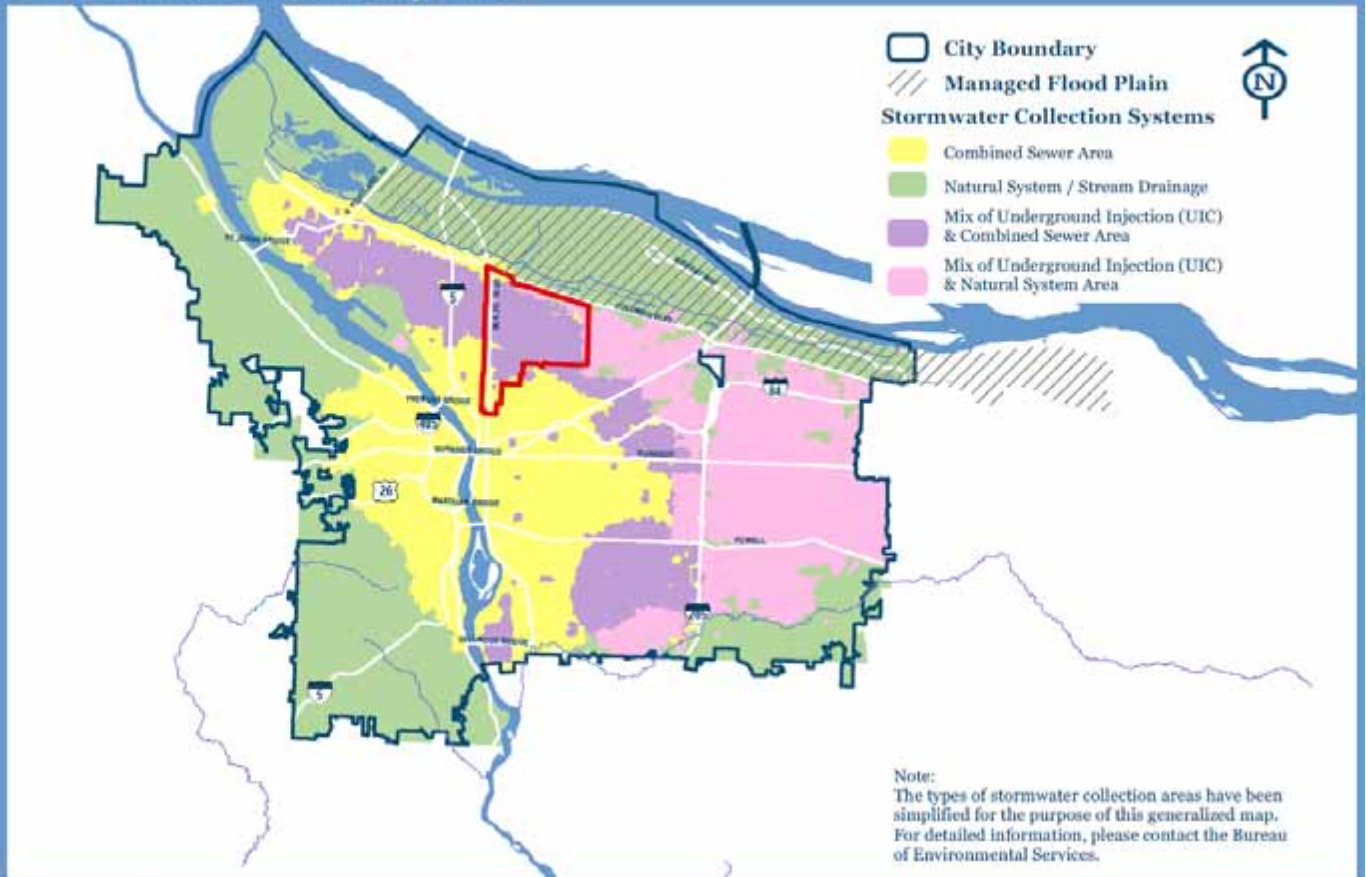 City Boundary
Managed Flood Plain
Stormwater Collection Systems
Combined Sewer Area
Natural System / Stream Drainage
Mix of Underground Injection (UIC)
& Combined Sewer Area
Mix of Underground Injection (UIC)
& Natural System Area
N
5
84
405
26
POWELL
205
5
Note:
The types of stormwater collection areas have been
simplified for the purpose of this generalized map.
For detailed information, please contact the Bureau
of Environmental Services.